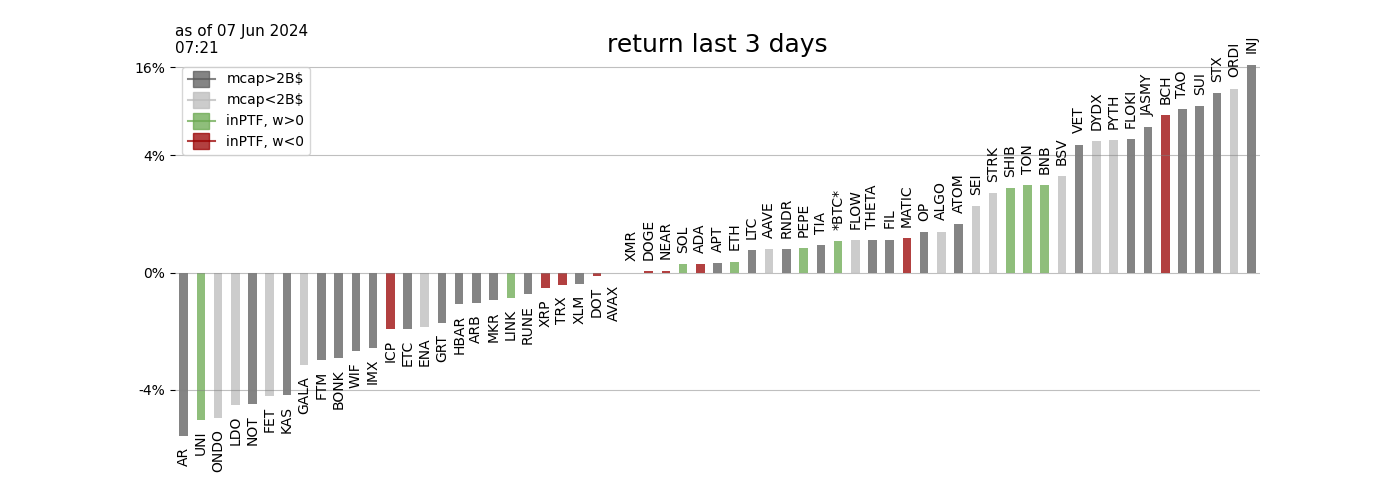 as of 07 Jun 2024
07:21
return last 3 days
mcap>2B$
mcap<2B$
inPTF, w>0
inPTF, w<0
16%
4%
0%
-4%
AR
UNI
ONDO
LDO
NOT
FET
KAS
GALA
FTM
BONK
WIF
IMX
ICP
ETC
ENA
GRT
HBAR
ARB
MKR
LINK
RUNE
XRP
TRX
XLM
DOT
AVAX
XMR
DOGE
NEAR
SOL
ADA
APT
ETH
LTC
AAVE
RNDR
PEPE
TIA
*BTC*
FLOW
THETA
FIL
MATIC
OP
ALGO
ATOM
SEI
STRK
SHIB
TON
BNB
BSV
VET
DYDX
PYTH
FLOKI
JASMY
BCH
TAO
SUI
STX
ORDI
INJ